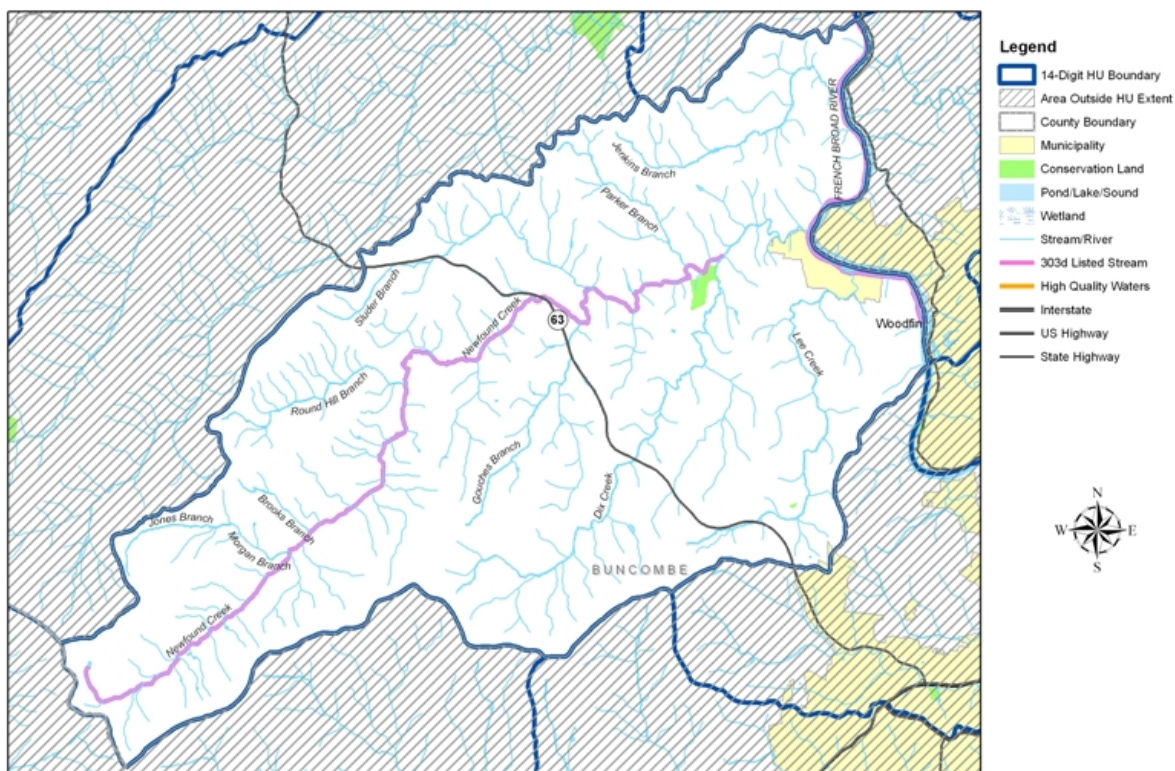 Legend
14-Digit HU Boundary
Area Outside HU Extent
County Boundary
Municipality
Conservation Land
Pond/Lake/Sound
Wetland
Stream/River
303d Listed Stream
High Quality Waters
Interstate
US Highway
State Highway
FRENCH BROAD RIVER
Jenkins Branch
Parker Branch
Studer Branch
Newfound Creek
63
Woodfin
Lee Creek
Round Hill Branch
Gouches Branch
Dix Creek
Brooks Branch
Jones Branch
Morgan Branch
BUNCOMBE
Newfound Creek
N
W
E
S